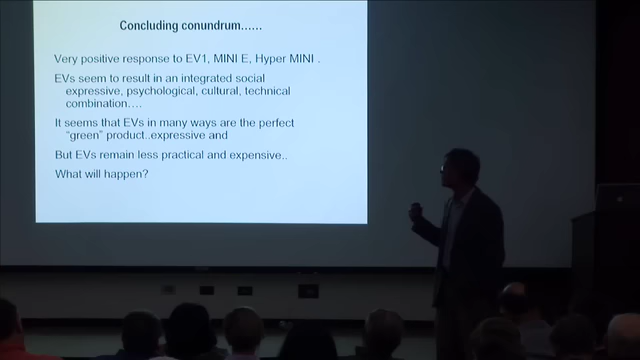 Concluding conundrum......
Very positive response to EV1, MINI E, Hyper MINI .
EVs seem to result in an integrated social
expressive, psychological, cultural, technical
combination....
It seems that EVs in many ways are the perfect
"green" product..expressive and
But EVs remain less practical and expensive..
What will happen?